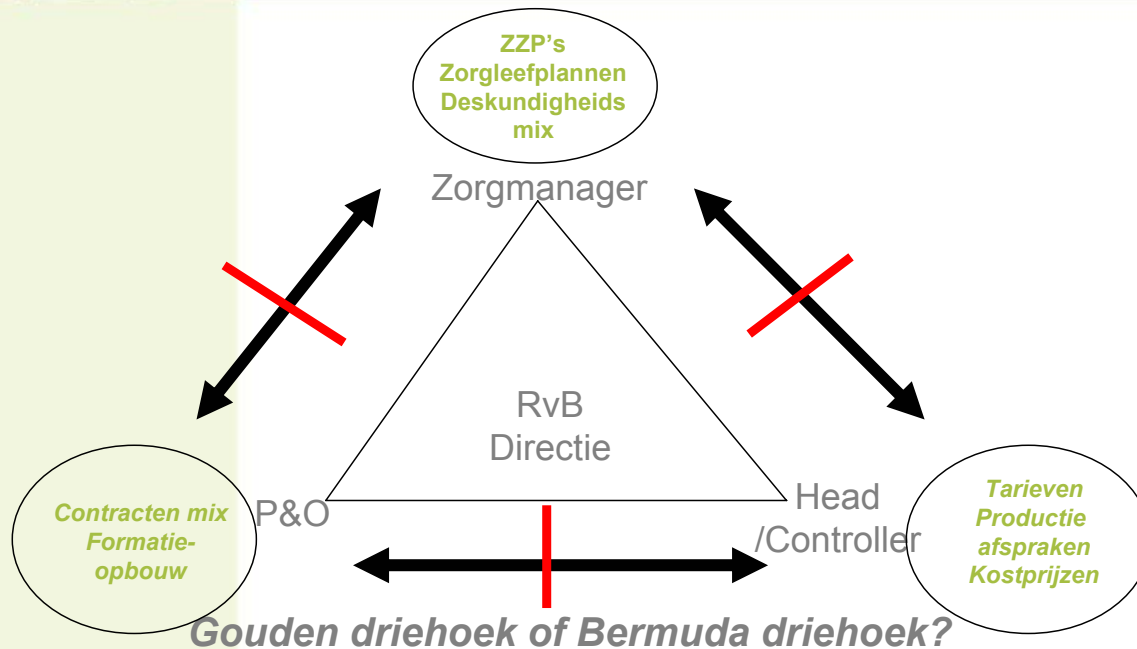 ZZP's
Zorgleefplannen
Deskundigheids
mix
Zorgmanager
RvB
Directie
Contracten mix
Formatie-
opbouw
P&O
Head
/Controller
Tarieven
Productie
afspraken
Kostprijzen
Gouden driehoek of Bermuda driehoek?